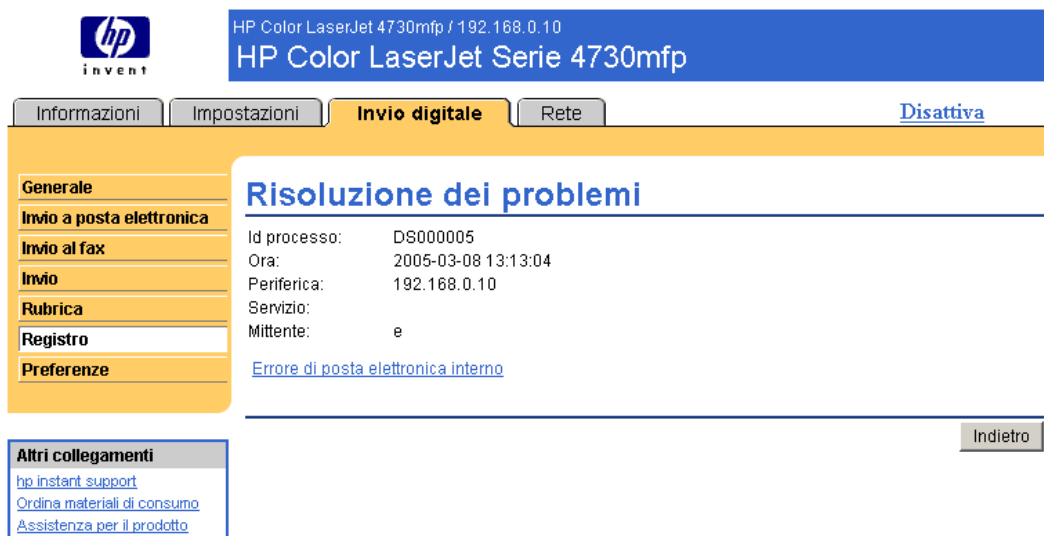 hp
invent
HP Color LaserJet 4730mfp / 192.168.0.10
HP Color LaserJet Serie 4730mfp
Informazioni
Impostazioni
Invio digitale
Rete
Disattiva
Generale
Invio a posta elettronica
Invio al fax
Invio
Rubrica
Registro
Preferenze
Risoluzione dei problemi
Id processo: DS000005
Ora: 2005-03-08 13:13:04
Periferica: 192.168.0.10
Servizio:
Mittente: e
Errore di posta elettronica interno
Indietro
Altri collegamenti
hp instant support
Ordina materiali di consumo
Assistenza per il prodotto